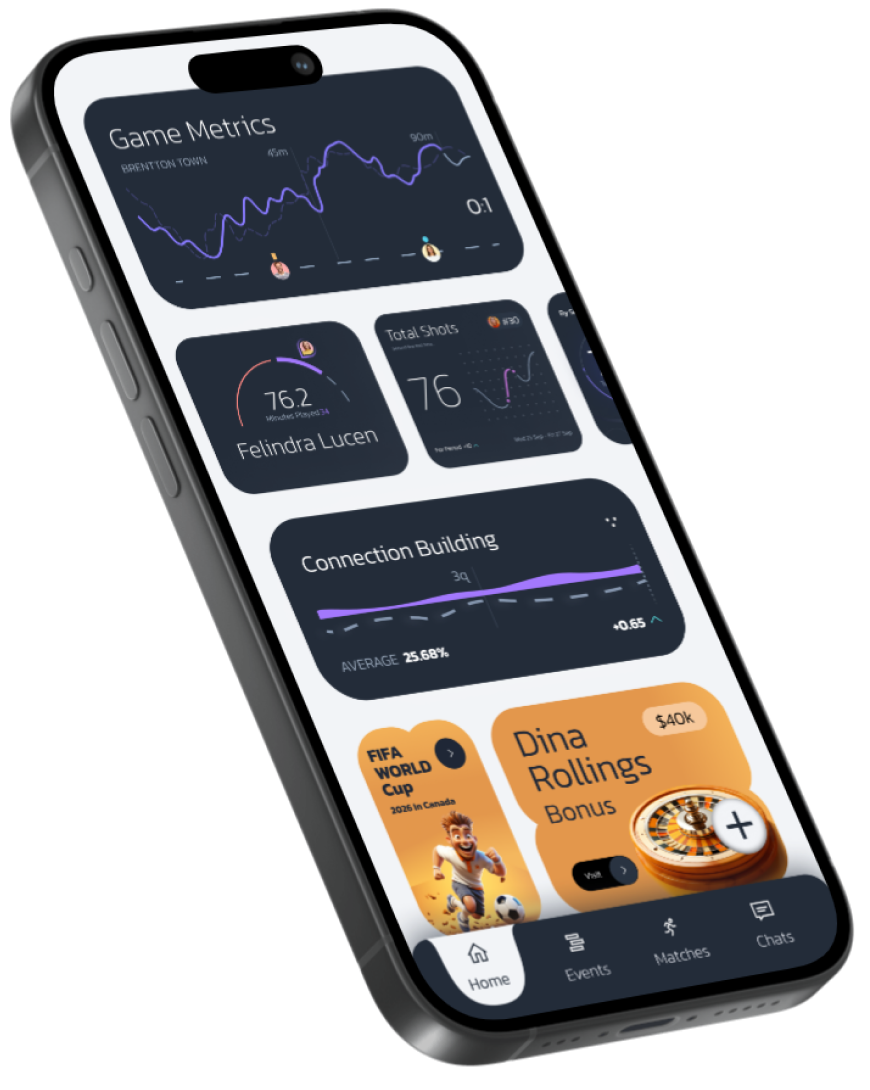 Game Metrics
BRENTTON TOWN
45m
90m
0:1
76.2
Minutes Played 34
Felindra Lucen
Total Shots
#30
76
Connection Building
3q
AVERAGE 25.68%
+0.65
FIFA
WORLD
Cup
2026 in Canada
Dina
Rollings
Bonus
$40k
Visit
Home
Events
Matches
Chats